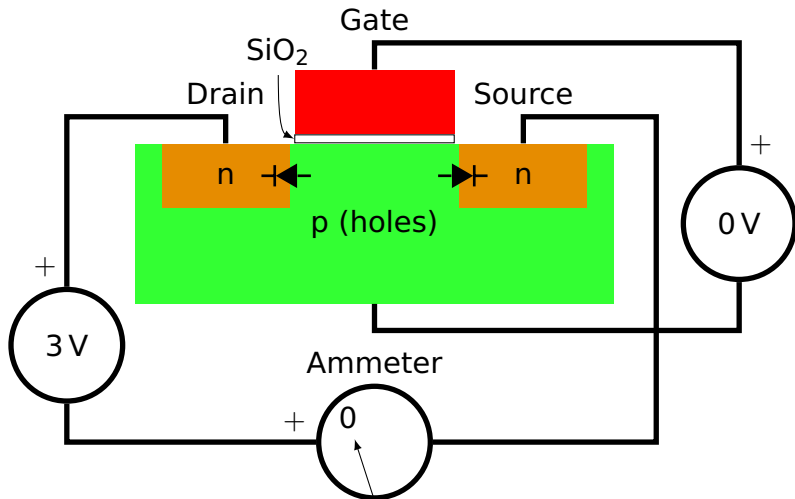 Gate
SiO₂
Drain
Source
+
n
n
p (holes)
0 V
+
3 V
Ammeter
+
0